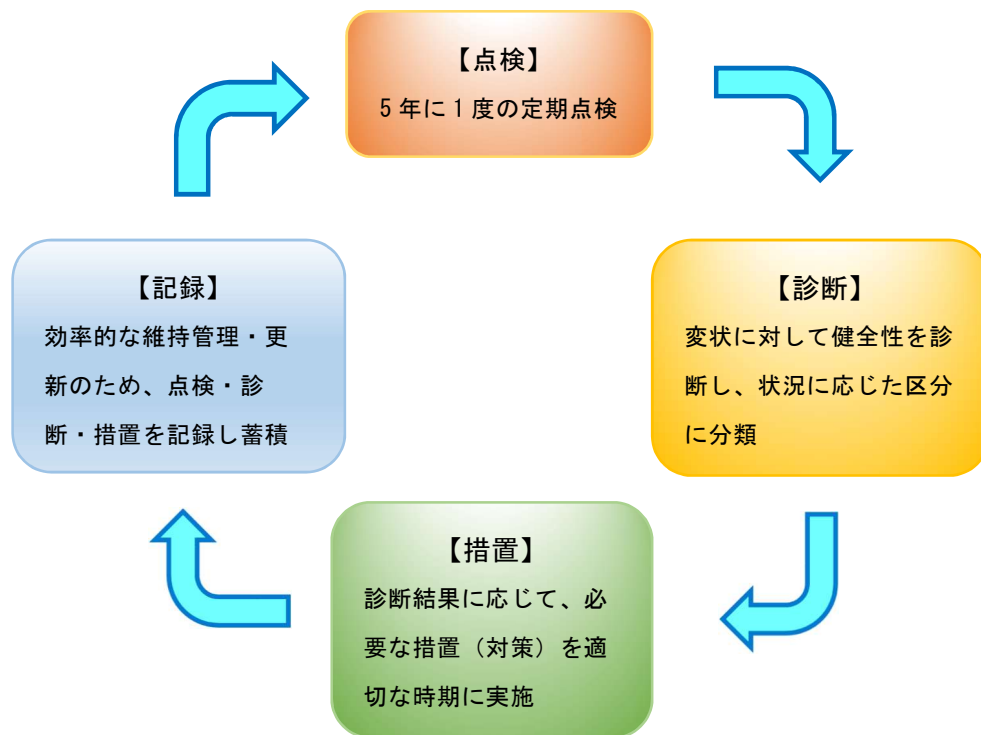 【点検】
5年に1度の定期点検
【診断】
変状に対して健全性を診
断し、状況に応じた区分
に分類
【措置】
診断結果に応じて、必
要な措置（対策）を適
切な時期に実施
【記録】
効率的な維持管理・更
新のため、点検・診
断・措置を記録し蓄積